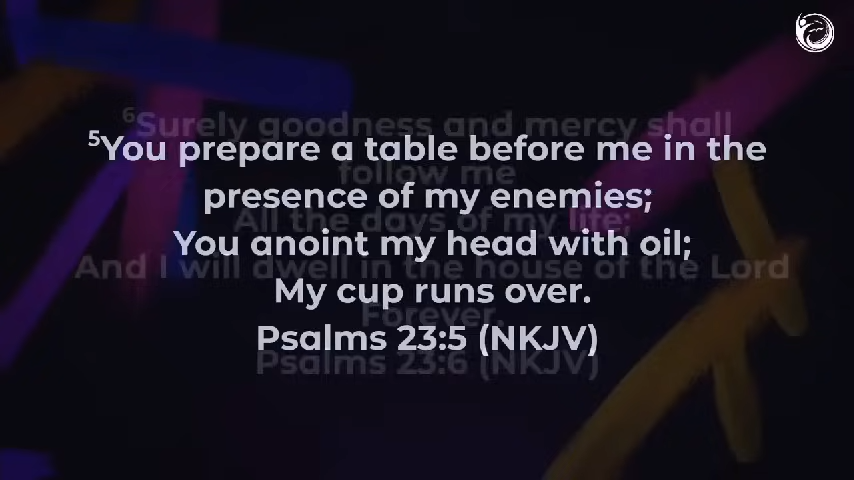 ⁵You prepare a table before me in the
presence of my enemies;
You anoint my head with oil;
My cup runs over.
Psalms 23:5 (NKJV)
⁶Surely goodness and mercy shall
follow me
All the days of my life;
And I will dwell in the house of the Lord
Forever.
Psalms 23:6 (NKJV)